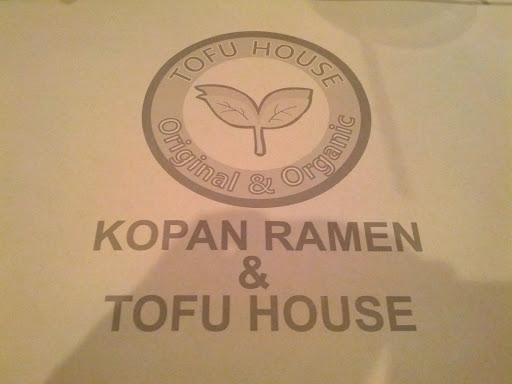 TOFU HOUSE
Original & Organic
KOPAN RAMEN
&
TOFU HOUSE